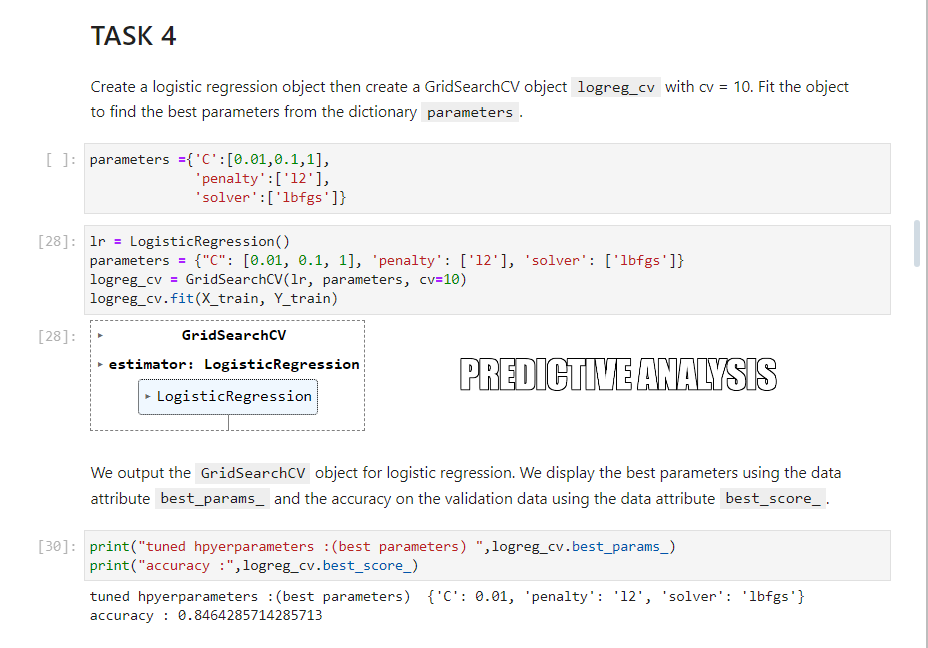 TASK 4
Create a logistic regression object then create a GridSearchCV object logreg_cv with cv = 10. Fit the object
to find the best parameters from the dictionary parameters .
[ ]: parameters ={'C':[0.01,0.1,1],
'penalty':['l2'],
'solver':['lbfgs']}
[28]: lr = LogisticRegression()
parameters = {"C": [0.01, 0.1, 1], 'penalty': ['l2'], 'solver': ['lbfgs']}
logreg_cv = GridSearchCV(lr, parameters, cv=10)
logreg_cv.fit(X_train, Y_train)
[28]: ▸ GridSearchCV
▸ estimator: LogisticRegression
▸ LogisticRegression
PREDICTIVE ANALYSIS
We output the GridSearchCV object for logistic regression. We display the best parameters using the data
attribute best_params_ and the accuracy on the validation data using the data attribute best_score_ .
[30]: print("tuned hpyerparameters :(best parameters) ",logreg_cv.best_params_)
print("accuracy :",logreg_cv.best_score_)
tuned hpyerparameters :(best parameters)  {'C': 0.01, 'penalty': 'l2', 'solver': 'lbfgs'}
accuracy : 0.8464285714285713